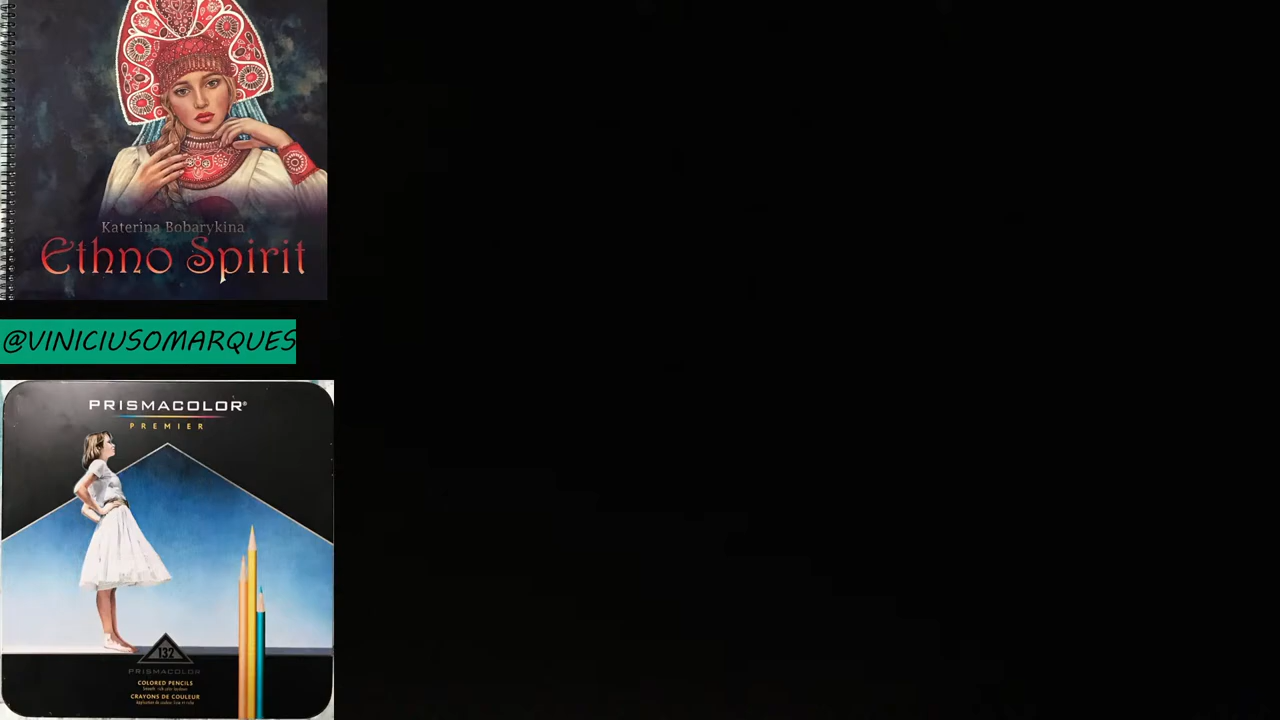 Katerina Bobarykina
Ethno Spirit
@VINICIUSOMARQUES
PRISMACOLOR®
PREMIER
132
PRISMACOLOR
COLORED PENCILS
CRAYONS DE COULEUR